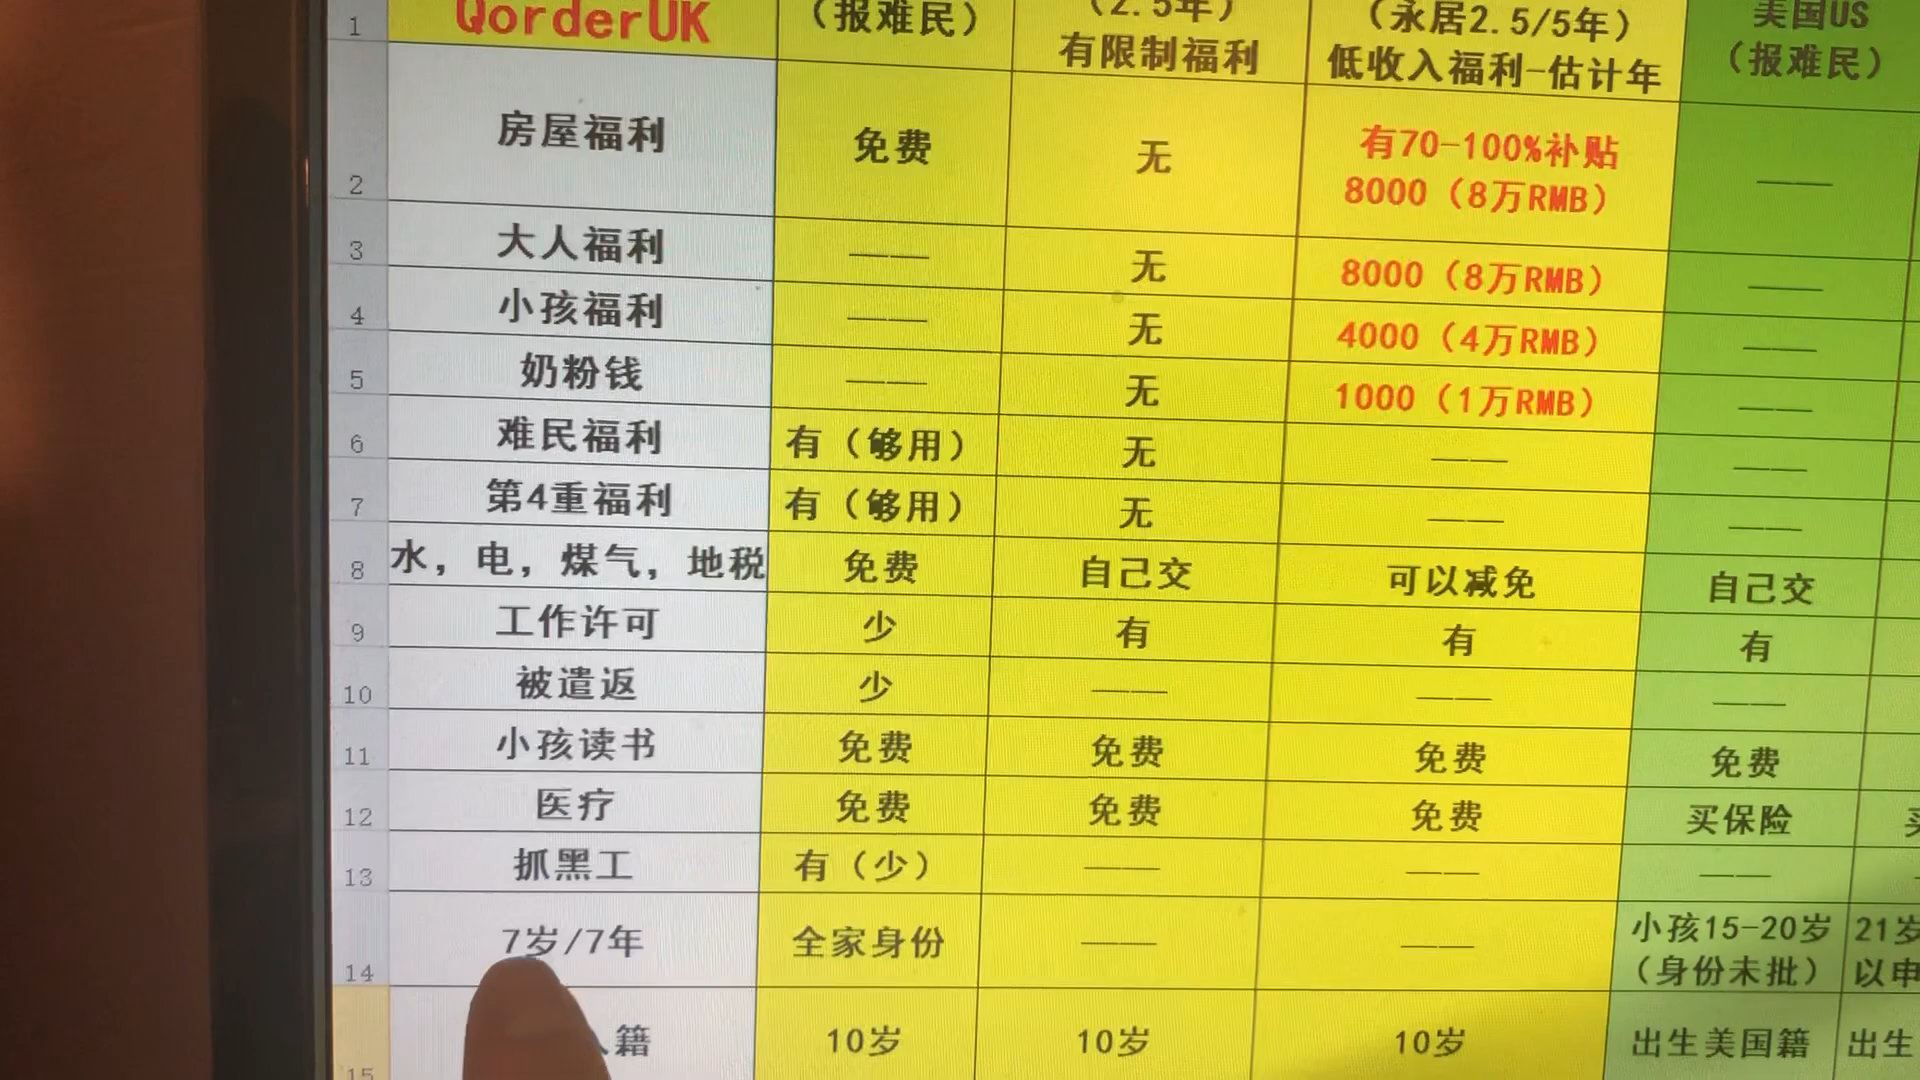 1 QorderUK （报难民） （2.5年） （永居2.5/5年） 美国US
有限制福利 低收入福利-估计年 （报难民）
2 房屋福利 免费 无 有70-100%补贴 ——
8000（8万RMB）
3 大人福利 —— 无 8000（8万RMB） ——
4 小孩福利 —— 无 4000（4万RMB） ——
5 奶粉钱 —— 无 1000（1万RMB） ——
6 难民福利 有（够用） 无 —— ——
7 第4重福利 有（够用） 无 —— ——
8 水，电，煤气，地税 免费 自己交 可以减免 自己交
9 工作许可 少 有 有 有
10 被遣返 少 —— —— ——
11 小孩读书 免费 免费 免费 免费
12 医疗 免费 免费 免费 买保险
13 抓黑工 有（少） —— —— ——
14 7岁/7年 全家身份 —— —— 小孩15-20岁 21岁
（身份未批） 以申
15 籍 10岁 10岁 10岁 出生美国籍 出生